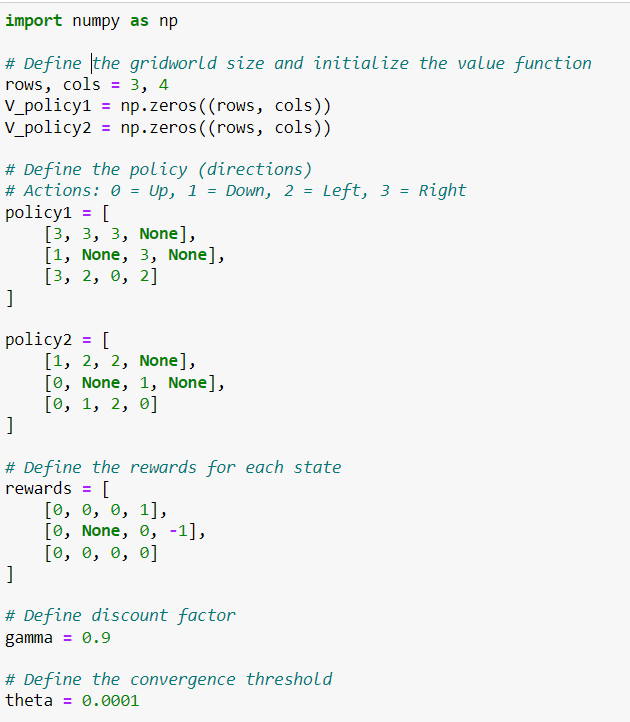 import numpy as np
# Define the gridworld size and initialize the value function
rows, cols = 3, 4
V_policy1 = np.zeros((rows, cols))
V_policy2 = np.zeros((rows, cols))
# Define the policy (directions)
# Actions: 0 = Up, 1 = Down, 2 = Left, 3 = Right
policy1 = [
    [3, 3, 3, None],
    [1, None, 3, None],
    [3, 2, 0, 2]
]
policy2 = [
    [1, 2, 2, None],
    [0, None, 1, None],
    [0, 1, 2, 0]
]
# Define the rewards for each state
rewards = [
    [0, 0, 0, 1],
    [0, None, 0, -1],
    [0, 0, 0, 0]
]
# Define discount factor
gamma = 0.9
# Define the convergence threshold
theta = 0.0001